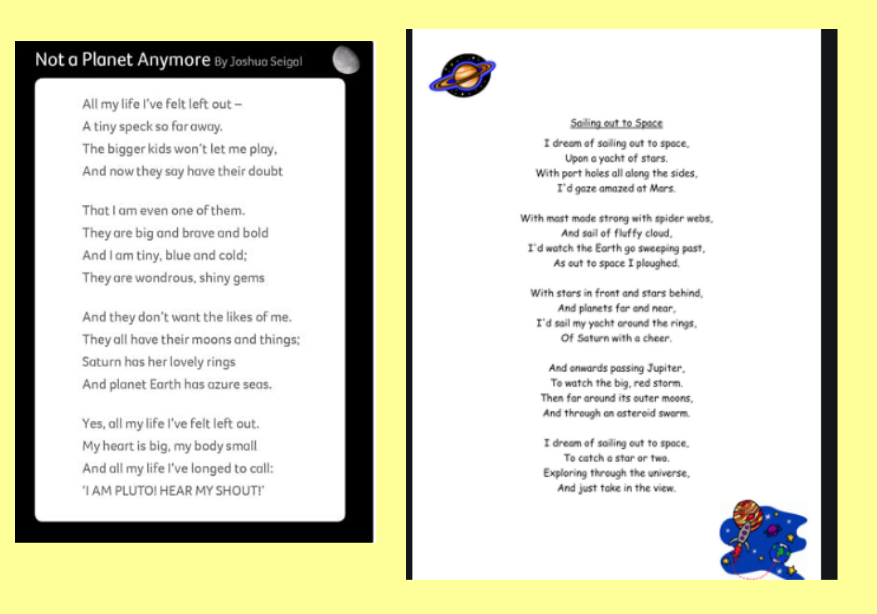 Not a Planet Anymore By Joshua Seigal
All my life I've felt left out –
A tiny speck so far away.
The bigger kids won't let me play,
And now they say have their doubt
That I am even one of them.
They are big and brave and bold
And I am tiny, blue and cold;
They are wondrous, shiny gems
And they don't want the likes of me.
They all have their moons and things;
Saturn has her lovely rings
And planet Earth has azure seas.
Yes, all my life I've felt left out.
My heart is big, my body small
And all my life I've longed to call:
'I AM PLUTO! HEAR MY SHOUT!'
Sailing out to Space
I dream of sailing out to space,
Upon a yacht of stars.
With port holes all along the sides,
I'd gaze amazed at Mars.
With mast made strong with spider webs,
And sail of fluffy cloud,
I'd watch the Earth go sweeping past,
As out to space I ploughed.
With stars in front and stars behind,
And planets far and near,
I'd sail my yacht around the rings,
Of Saturn with a cheer.
And onwards passing Jupiter,
To watch the big, red storm.
Then far around its outer moons,
And through an asteroid swarm.
I dream of sailing out to space,
To catch a star or two.
Exploring through the universe,
And just take in the view.